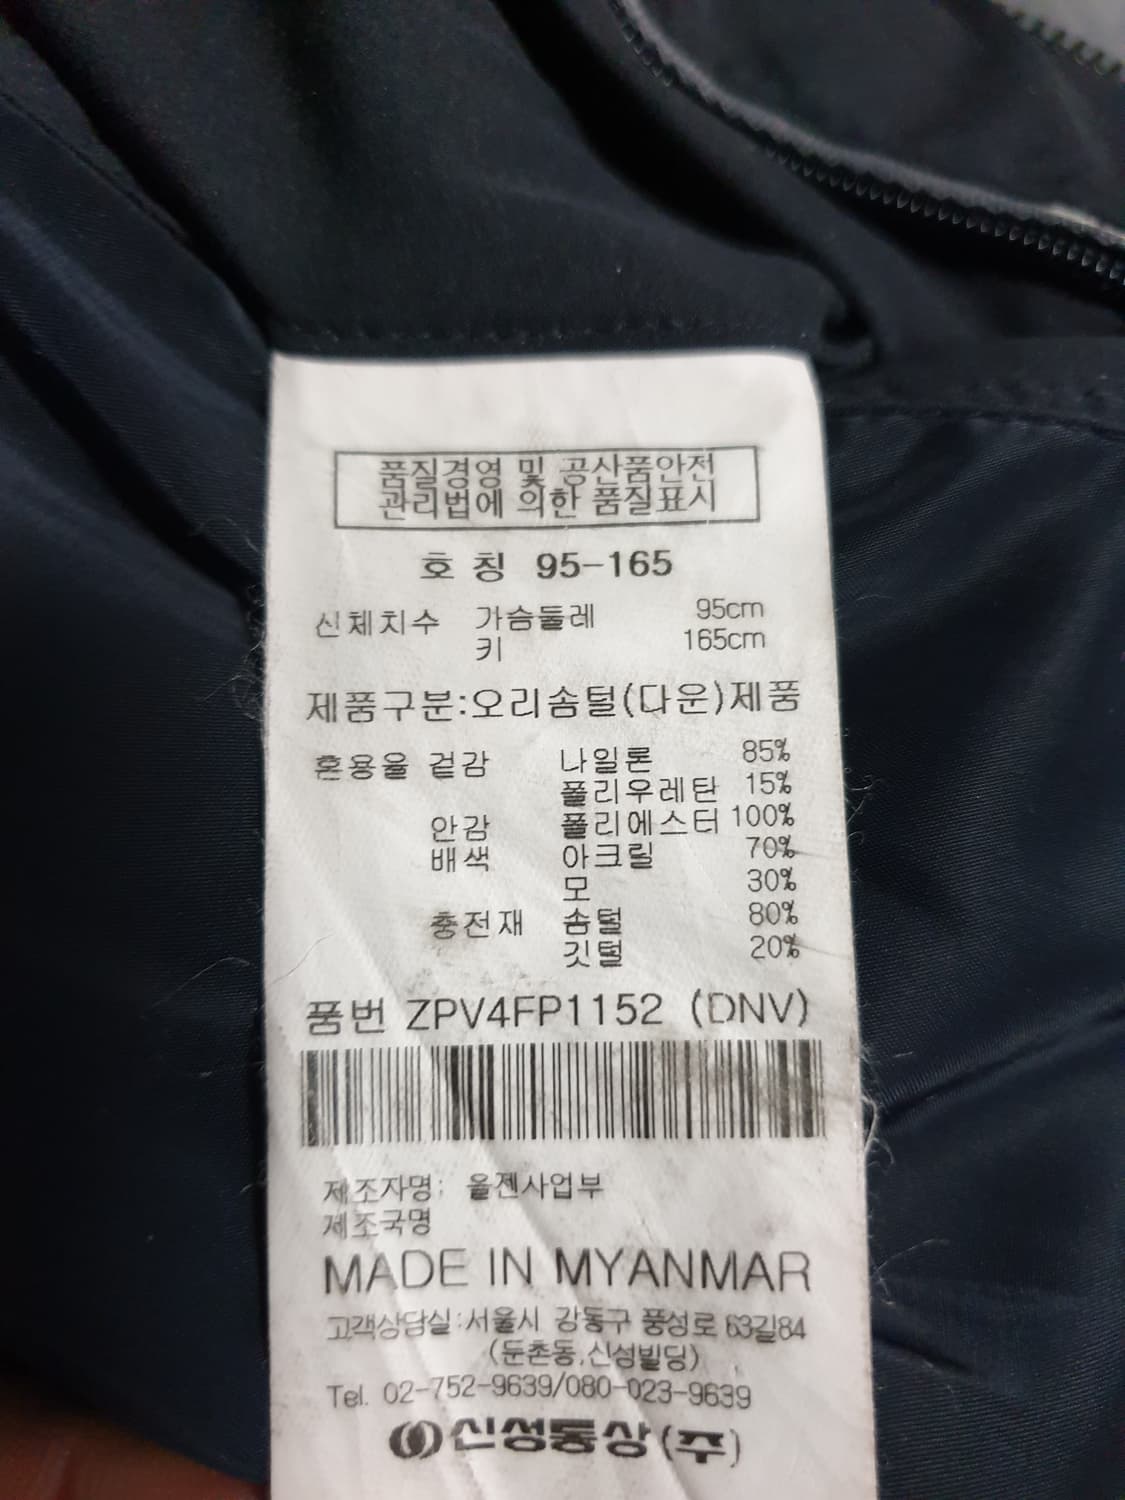 품질경영 및 공산품안전
관리법에 의한 품질표시
호 칭 95-165
신체치수 가슴둘레 95cm
키 165cm
제품구분:오리솜털(다운)제품
혼용율 겉감 나일론 85%
폴리우레탄 15%
안감 폴리에스터 100%
배색 아크릴 70%
모 30%
충전재 솜털 80%
깃털 20%
품번 ZPV4FP1152 (DNV)
제조자명: 올젠사업부
제조국명
MADE IN MYANMAR
고객상담실:서울시 강동구 풍성로 63길84
(둔촌동,신성빌딩)
Tel. 02-752-9639/080-023-9639
신성통상(주)